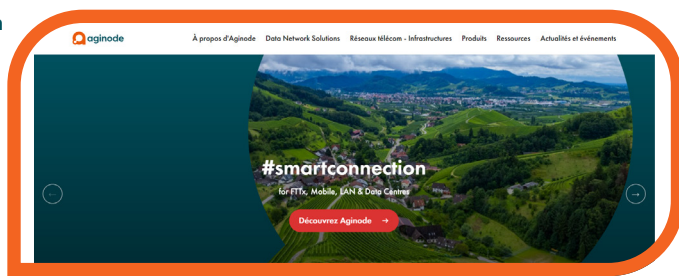 aginode
À propos d'Aginode Data Network Solutions Réseaux télécom - Infrastructures Produits Ressources Actualités et événements
#smartconnection
for FTTx, Mobile, LAN & Data Centres
Découvrez Aginode →